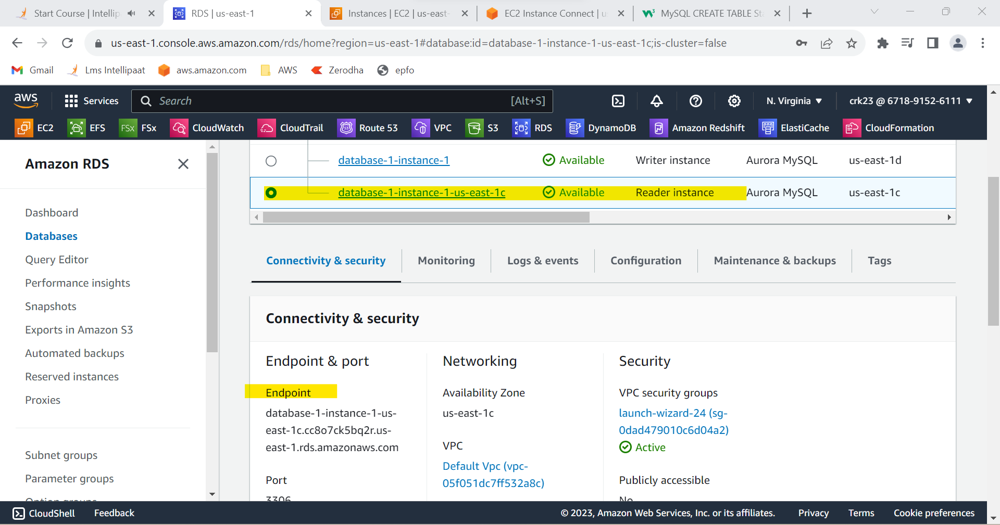 Start Course | Intellip
RDS | us-east-1
Instances | EC2 | us-east-
EC2 Instance Connect | u
W3
MySQL CREATE TABLE St
us-east-1.console.aws.amazon.com/rds/home?region=us-east-1#database:id=database-1-instance-1-us-east-1c;is-cluster=false
Gmail
Lms Intellipaat
aws.amazon.com
AWS
Zerodha
epfo
aws
Services
Search
[Alt+S]
N. Virginia
crk23 @ 6718-9152-6111
EC2
EFS
FSx
FSx
CloudWatch
CloudTrail
53
Route 53
VPC
S3
RDS
DynamoDB
Amazon Redshift
ElastiCache
CloudFormation
Amazon RDS
Dashboard
Databases
Query Editor
Performance insights
Snapshots
Exports in Amazon S3
Automated backups
Reserved instances
Proxies
Subnet groups
Parameter groups
Option groups
database-1-instance-1 Available Writer instance Aurora MySQL us-east-1d
database-1-instance-1-us-east-1c Available Reader instance Aurora MySQL us-east-1c
Connectivity & security
Monitoring
Logs & events
Configuration
Maintenance & backups
Tags
Connectivity & security
Endpoint & port
Endpoint
database-1-instance-1-us-
east-1c.cc8o7ck5bq2r.us-
east-1.rds.amazonaws.com
Port
3306
Networking
Availability Zone
us-east-1c
VPC
Default Vpc (vpc-
05f051dc7ff532a8c)
Security
VPC security groups
launch-wizard-24 (sg-
0dad479010c6d04a2)
Active
Publicly accessible
No
CloudShell
Feedback
© 2023, Amazon Web Services, Inc. or its affiliates.
Privacy
Terms
Cookie preferences